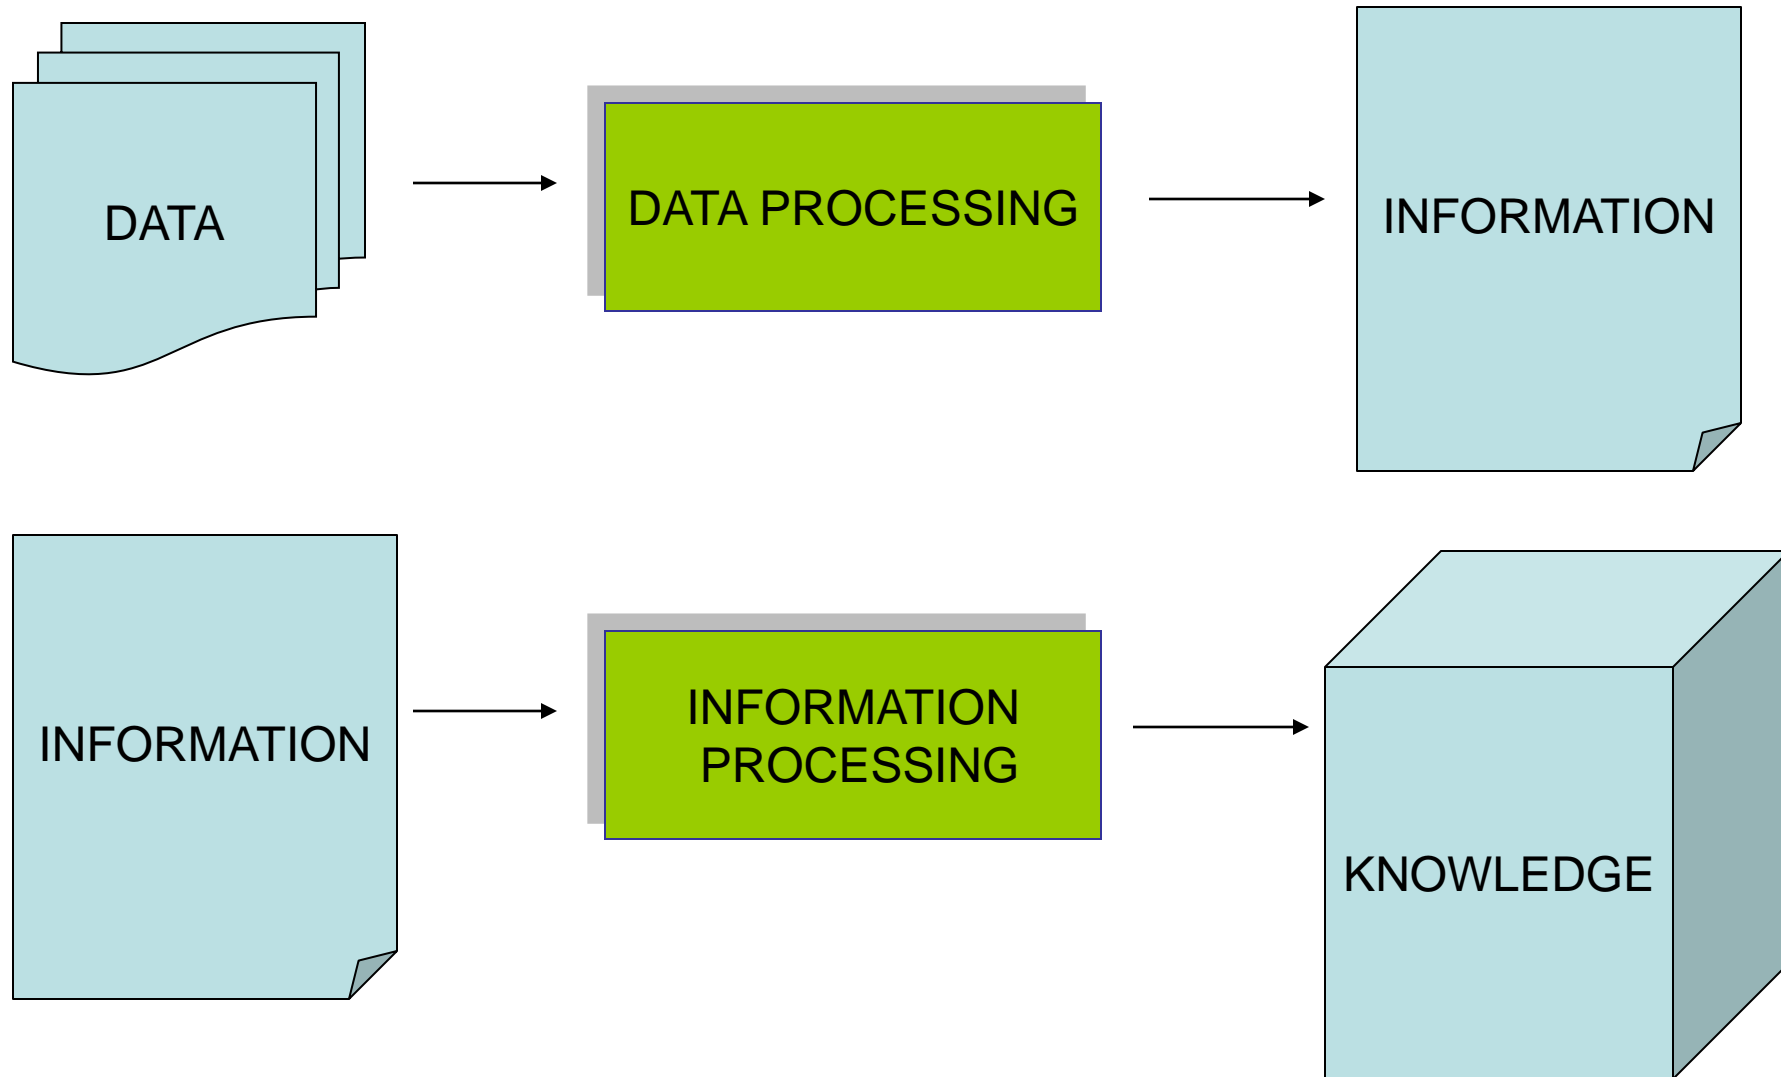 DATA
DATA PROCESSING
INFORMATION
INFORMATION
INFORMATION
PROCESSING
KNOWLEDGE